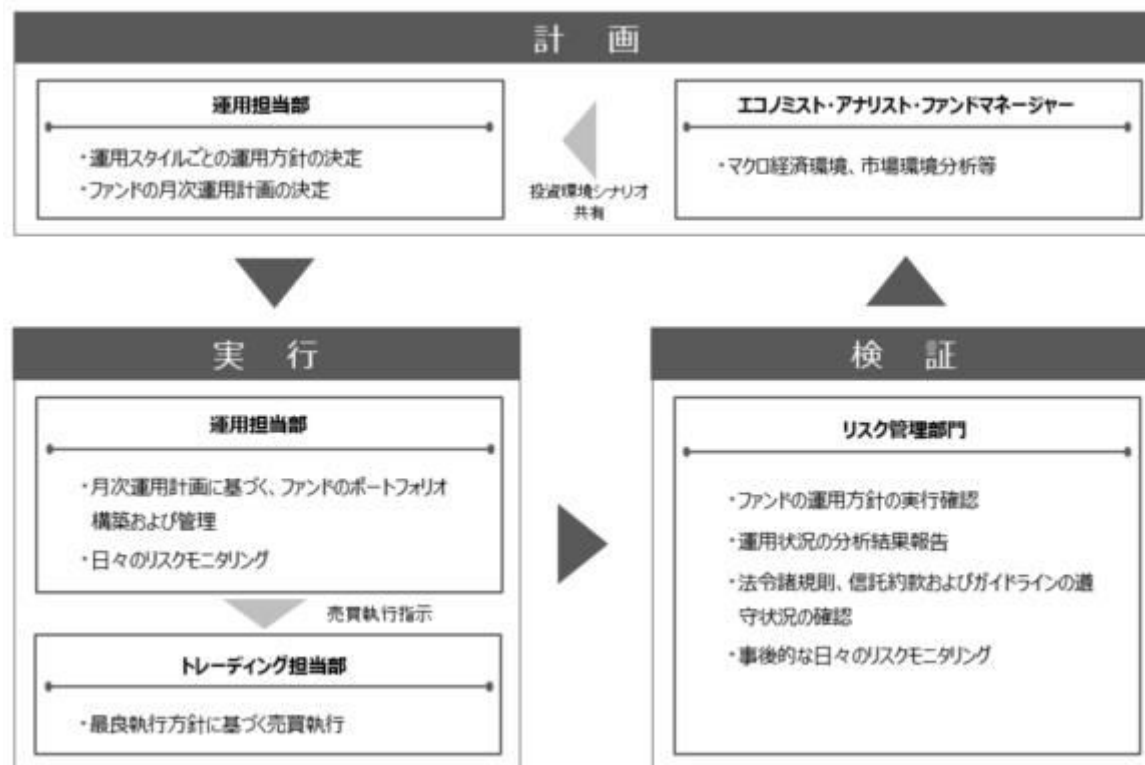 計 画
運用担当部
・運用スタイルごとの運用方針の決定
・ファンドの月次運用計画の決定
投資環境シナリオ
共有
エコノミスト・アナリスト・ファンドマネージャー
・マクロ経済環境、市場環境分析等
実 行
運用担当部
・月次運用計画に基づく、ファンドのポートフォリオ
構築および管理
・日々のリスクモニタリング
売買執行指示
トレーディング担当部
・最良執行方針に基づく売買執行
検 証
リスク管理部門
・ファンドの運用方針の実行確認
・運用状況の分析結果報告
・法令諸規則、信託約款およびガイドラインの遵
守状況の確認
・事後的な日々のリスクモニタリング